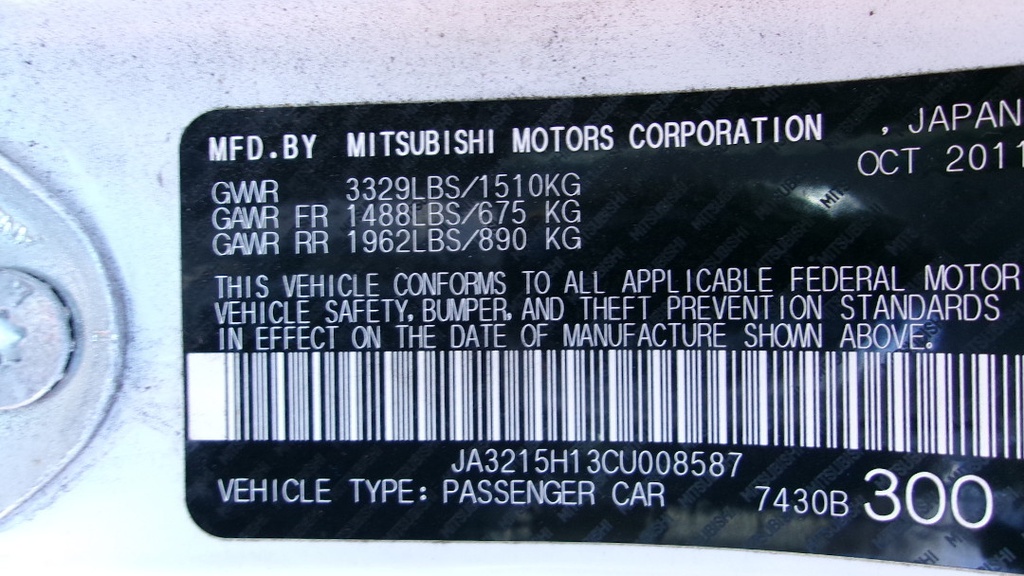 MFD.BY MITSUBISHI MOTORS CORPORATION , JAPAN
OCT 2011
GVWR 3329LBS/1510KG
GAWR FR 1488LBS/675 KG
GAWR RR 1962LBS/890 KG
THIS VEHICLE CONFORMS TO ALL APPLICABLE FEDERAL MOTOR
VEHICLE SAFETY, BUMPER, AND THEFT PREVENTION STANDARDS
IN EFFECT ON THE DATE OF MANUFACTURE SHOWN ABOVE.
JA3215H13CU008587
VEHICLE TYPE: PASSENGER CAR 7430B 300